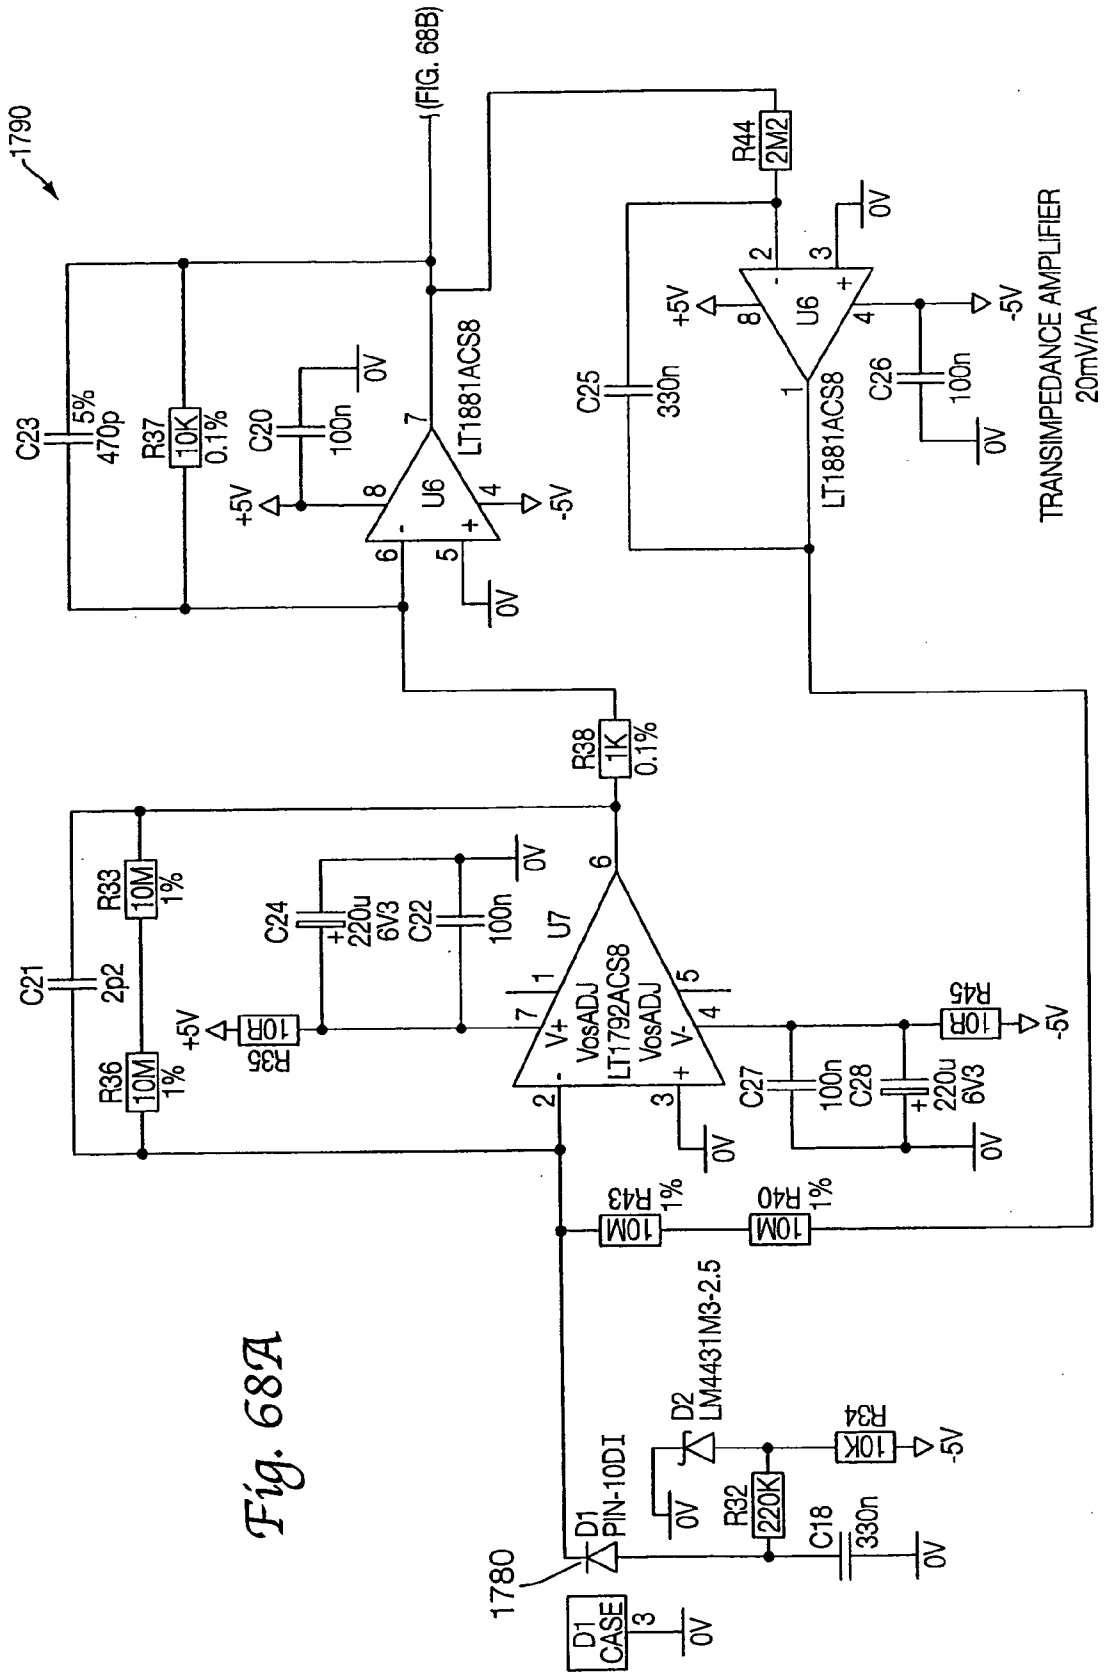 Fig. 68A
1790
(FIG. 68B)
C21
2p2
R33
10M
1%
R36
10M
1%
C23
5%
470p
R37
10K
0.1%
+5V
R35
10R
C24
+
220u
6V3
C22
100n
0V
U7
1
7
V+
VosADJ
LT1792ACS8
VosADJ
V-
2
-
3
+
4
5
6
0V
C27
100n
C28
+
220u
6V3
0V
R45
10R
-5V
R38
1K
0.1%
+5V
C20
100n
0V
8
6
-
U6
7
5
+
4
0V
-5V
LT1881ACS8
R44
2M2
C25
330n
+5V
8
2
-
U6
1
3
+
4
0V
LT1881ACS8
C26
100n
0V
-5V
TRANSIMPEDANCE AMPLIFIER
20mV/nA
R43
10M
1%
R40
10M
1%
1780
D1
PIN-10DI
D1
CASE
3
0V
D2
LM4431M3-2.5
0V
R32
220K
R34
10K
-5V
C18
330n
0V